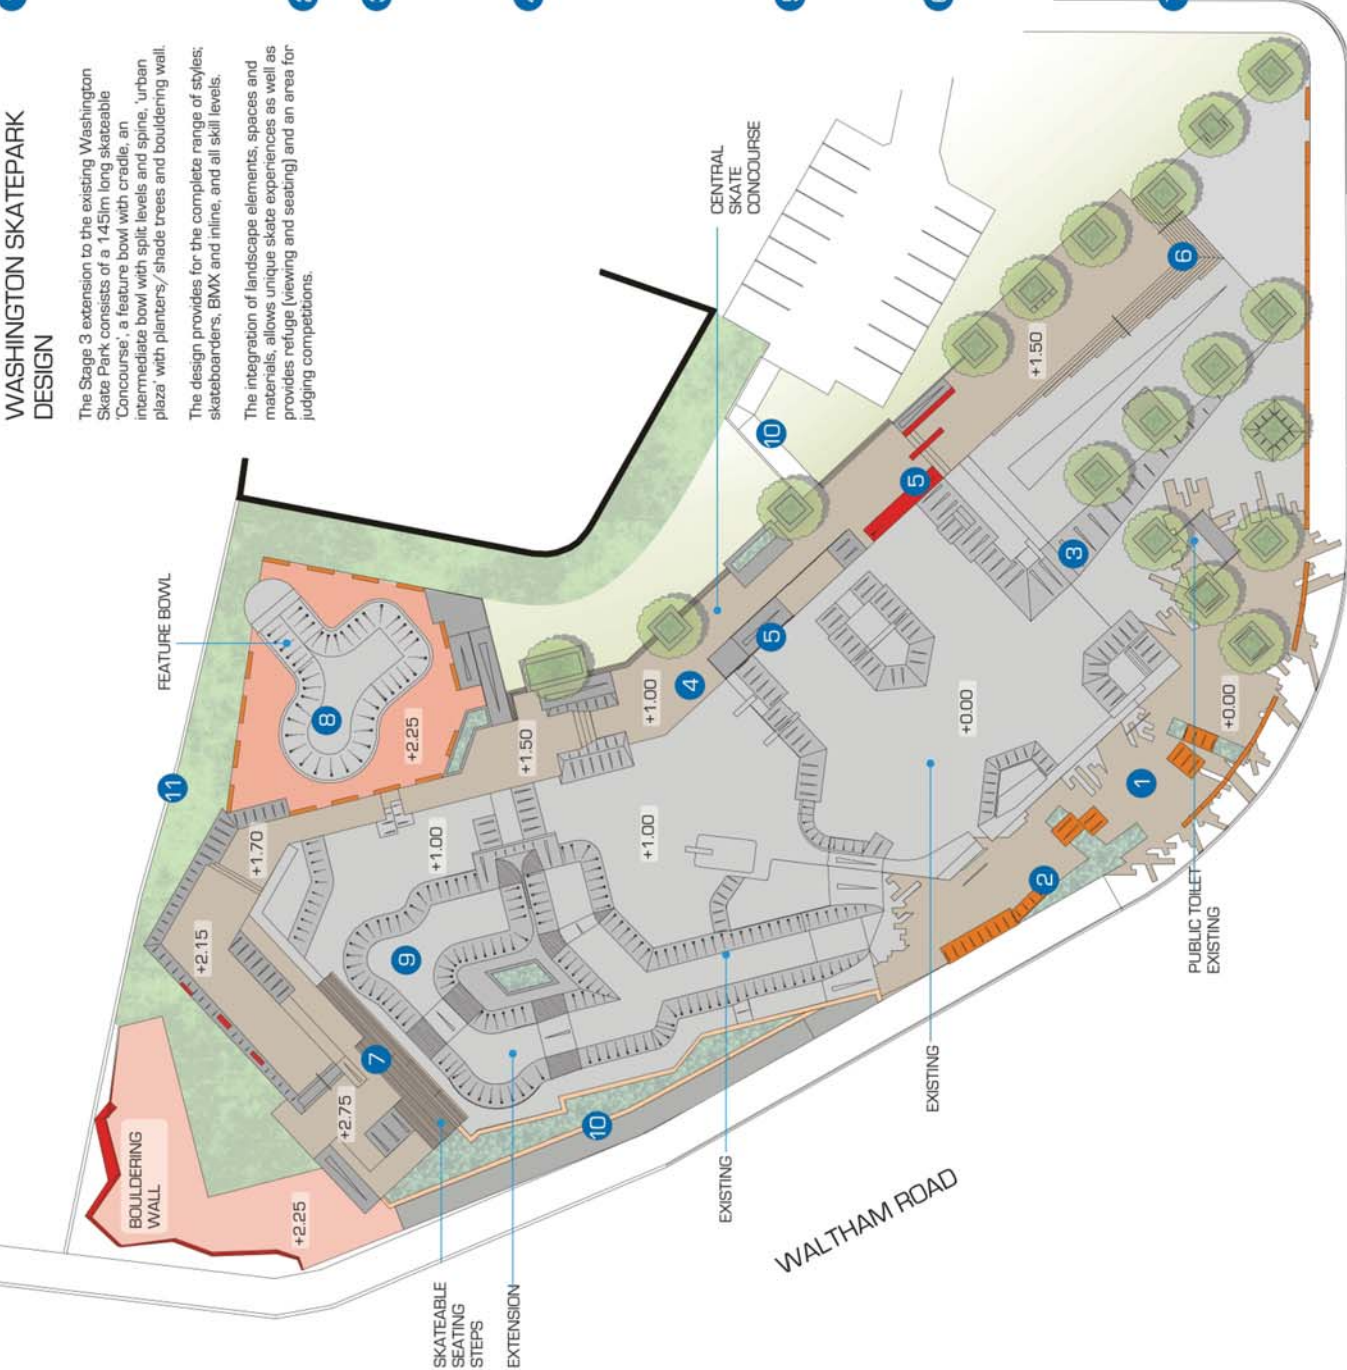 WASHINGTON SKATEPARK
DESIGN
The Stage 3 extension to the existing Washington
Skate Park consists of a 145lm long skateable
'Concourse', a feature bowl with cradle, an
intermediate bowl with split levels and spine, 'urban
plaza' with planters/shade trees and bouldering wall.
The design provides for the complete range of styles;
skateboarders, BMX and inline, and all skill levels.
The integration of landscape elements, spaces and
materials, allows unique skate experiences as well as
provides refuge (viewing and seating) and an area for
judging competitions.
BOULDERING
WALL
+2.25
11
FEATURE BOWL
8
+2.25
+2.15
+1.70
+2.75
7
9
+1.00
+1.50
10
SKATEABLE
SEATING
STEPS
EXTENSION
+1.00
4
+1.00
5
CENTRAL
SKATE
CONCOURSE
10
5
EXISTING
EXISTING
+0.00
3
+1.50
6
2
1
+0.00
PUBLIC TOILET
EXISTING
WALTHAM ROAD